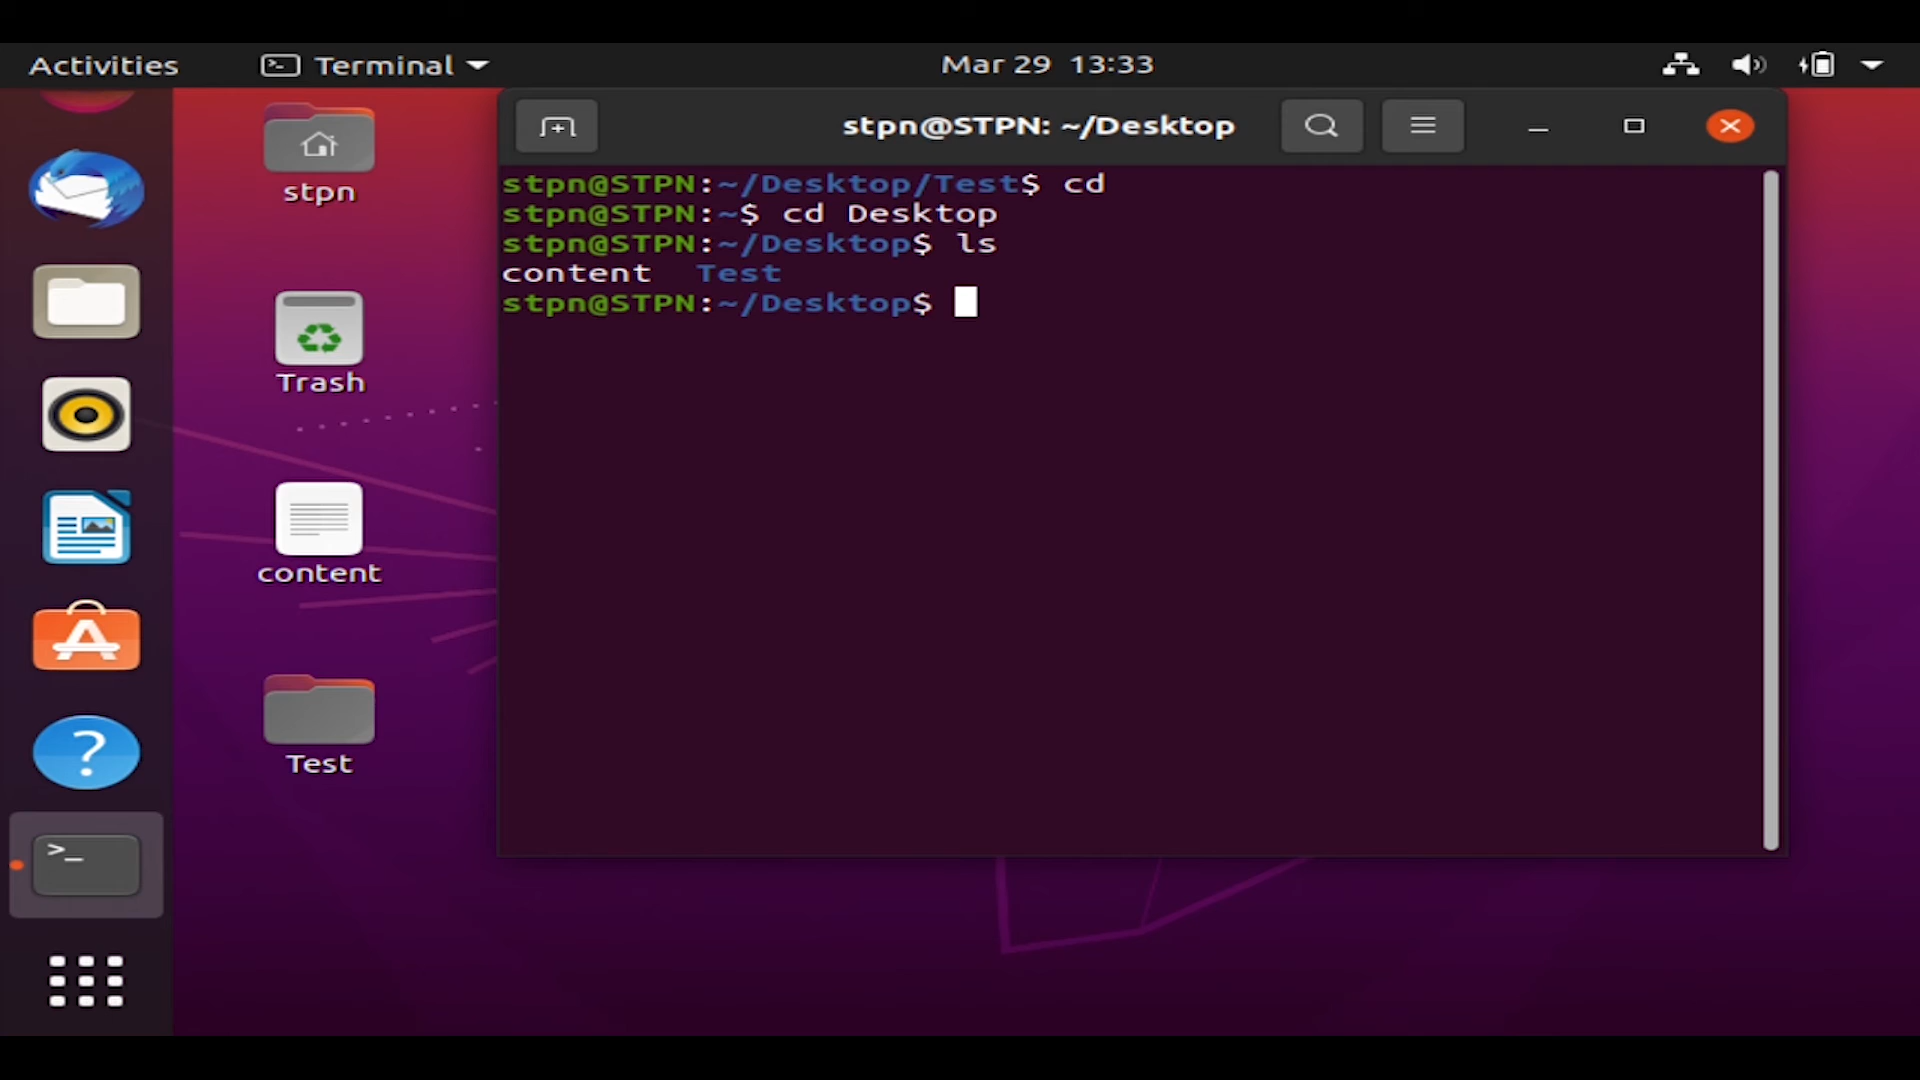 Activities Terminal Mar 29 13:33
stpn@STPN: ~/Desktop
stpn@STPN:~/Desktop/Test$ cd
stpn@STPN:~$ cd Desktop
stpn@STPN:~/Desktop$ ls
content Test
stpn@STPN:~/Desktop$
stpn
Trash
content
Test